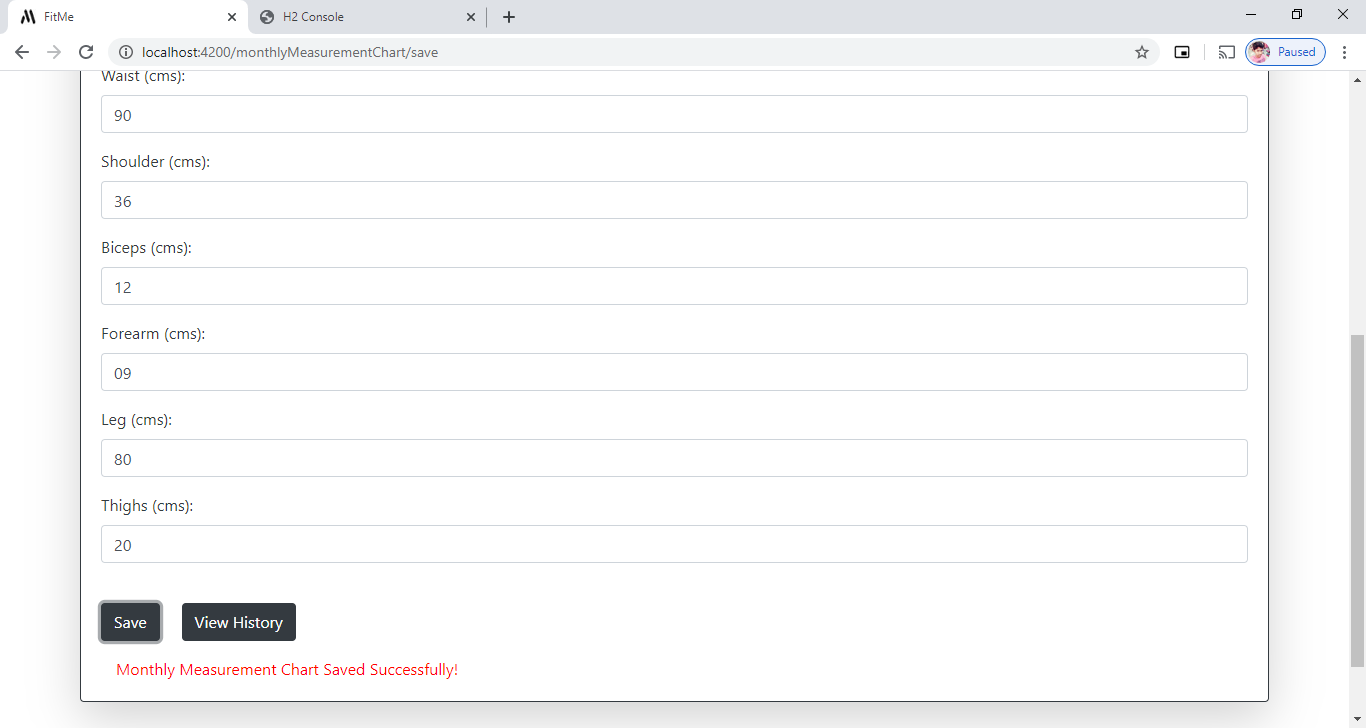 FitMe
H2 Console
localhost:4200/monthlyMeasurementChart/save
Paused
Waist (cms):
90
Shoulder (cms):
36
Biceps (cms):
12
Forearm (cms):
09
Leg (cms):
80
Thighs (cms):
20
Save
View History
Monthly Measurement Chart Saved Successfully!